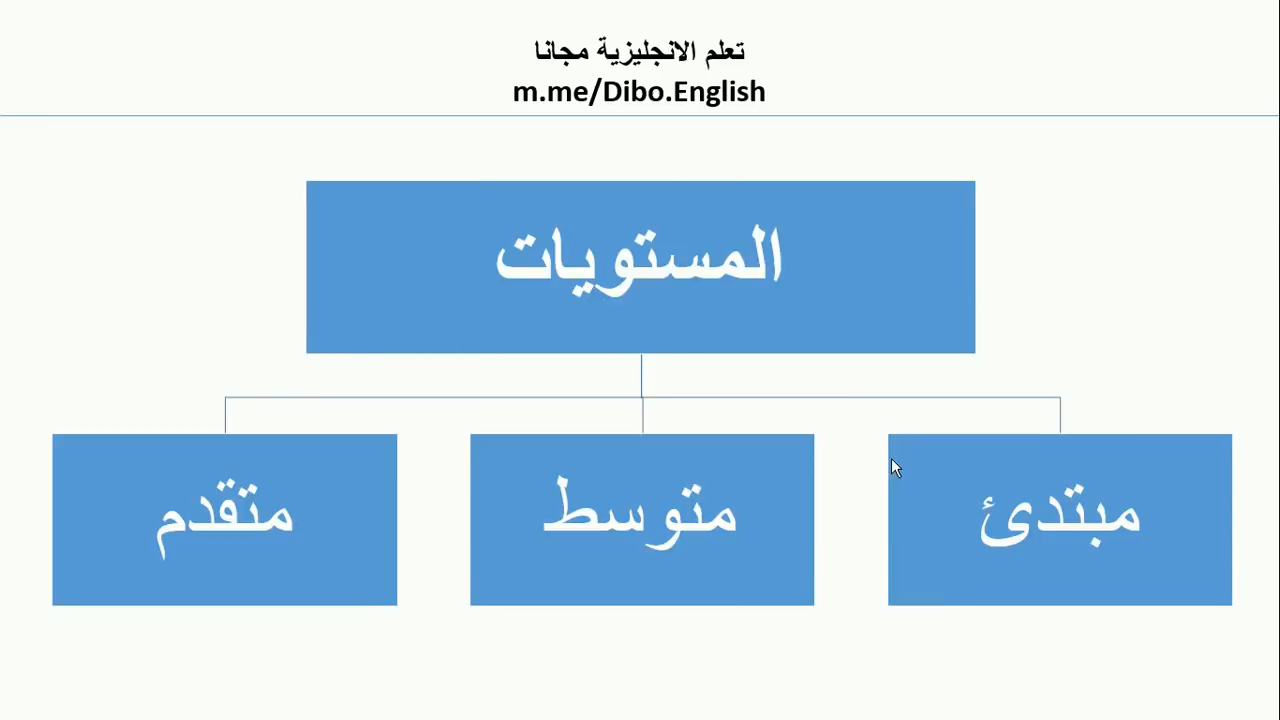 تعلم الانجليزية مجانا
m.me/Dibo.English
المستويات
مبتدئ
متوسط
متقدم